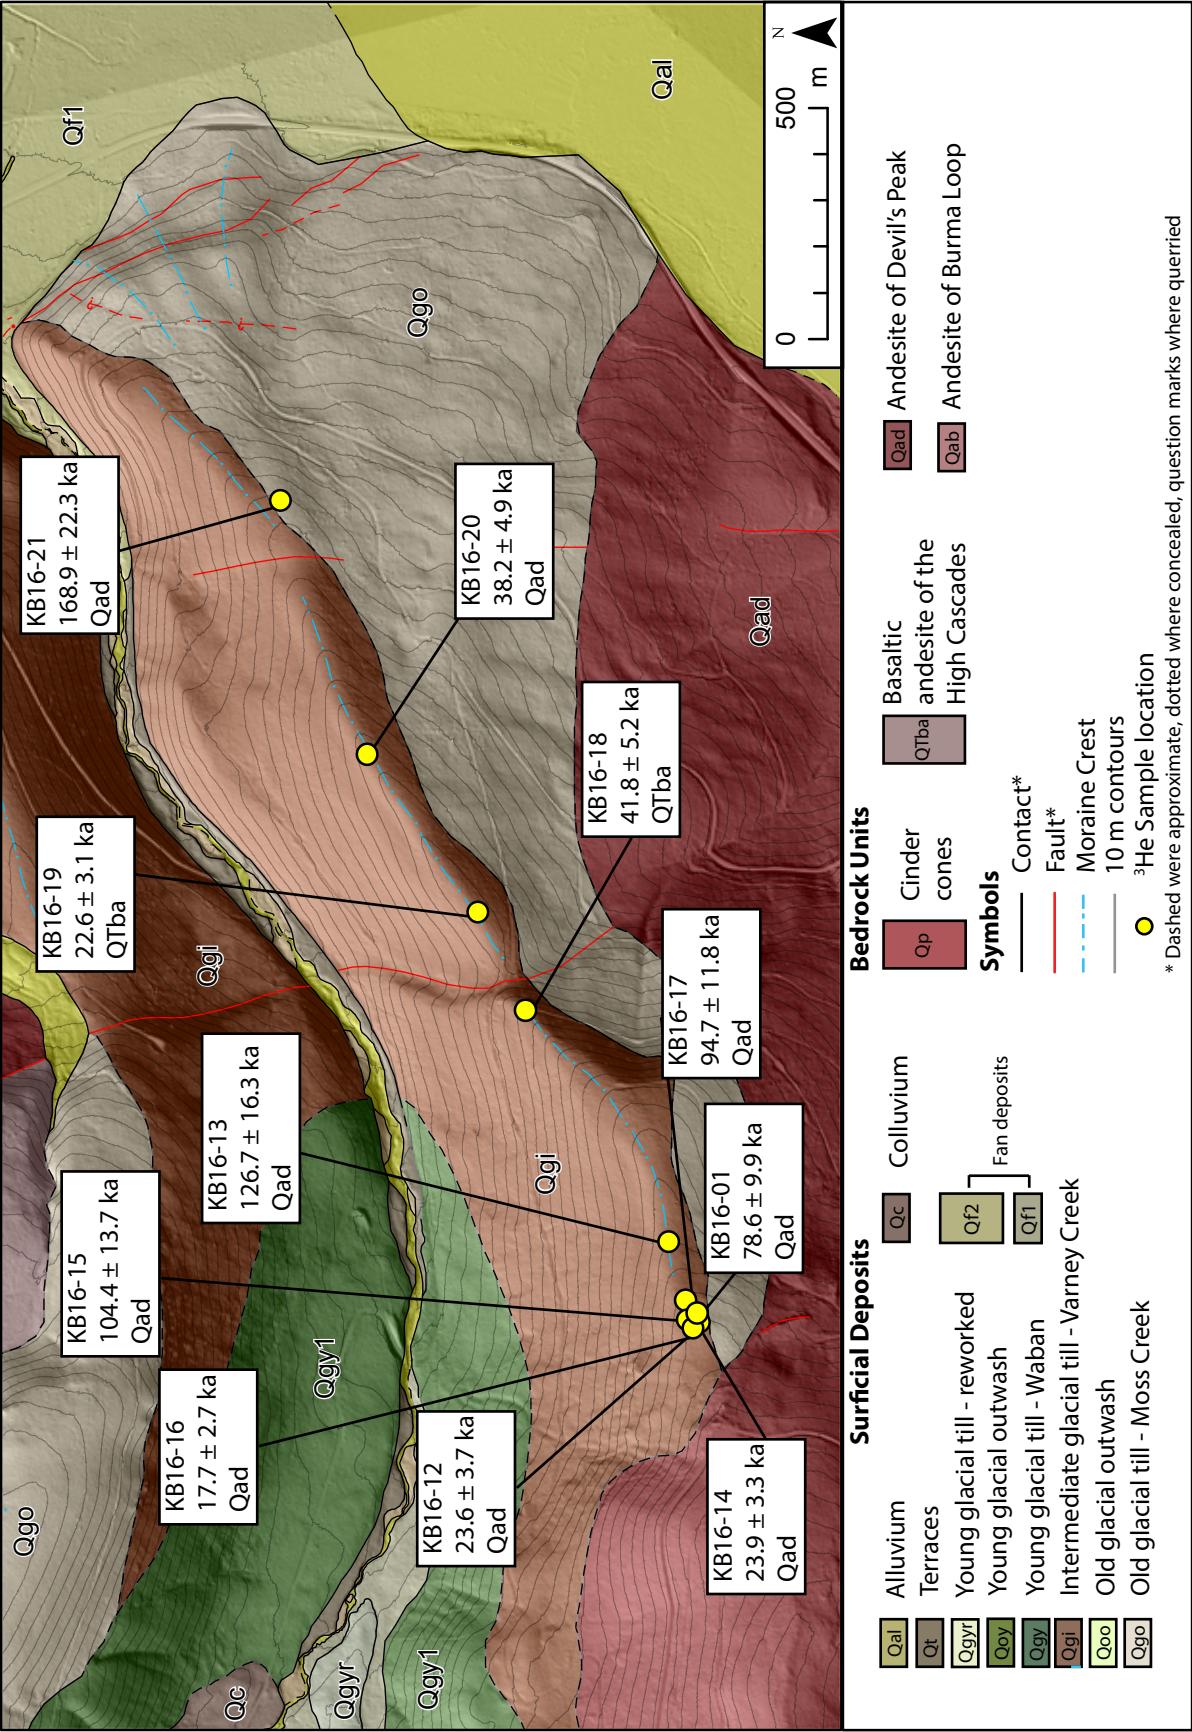 Qgo
KB16-16
17.7 ± 2.7 ka
Qad
KB16-15
104.4 ± 13.7 ka
Qad
KB16-13
126.7 ± 16.3 ka
Qad
KB16-19
22.6 ± 3.1 ka
QTba
KB16-21
168.9 ± 22.3 ka
Qad
Qf1
Qc
Qgyr
Qgy1
Qgy1
Qgi
Qgi
KB16-12
23.6 ± 3.7 ka
Qad
KB16-14
23.9 ± 3.3 ka
Qad
KB16-01
78.6 ± 9.9 ka
Qad
KB16-17
94.7 ± 11.8 ka
Qad
KB16-18
41.8 ± 5.2 ka
QTba
KB16-20
38.2 ± 4.9 ka
Qad
Qgo
Qad
Qal
?
?
N
0
500
m
Surficial Deposits
Qal Alluvium
Qt Terraces
Qgyr Young glacial till - reworked
Qoy Young glacial outwash
Qgy Young glacial till - Waban
Qgi Intermediate glacial till - Varney Creek
Qoo Old glacial outwash
Qgo Old glacial till - Moss Creek
Qc Colluvium
Qf2
Qf1
Fan deposits
Bedrock Units
Qp Cinder
cones
QTba Basaltic
andesite of the
High Cascades
Qad Andesite of Devil's Peak
Qab Andesite of Burma Loop
Symbols
Contact*
Fault*
Moraine Crest
10 m contours
³He Sample location
* Dashed were approximate, dotted where concealed, question marks where querried